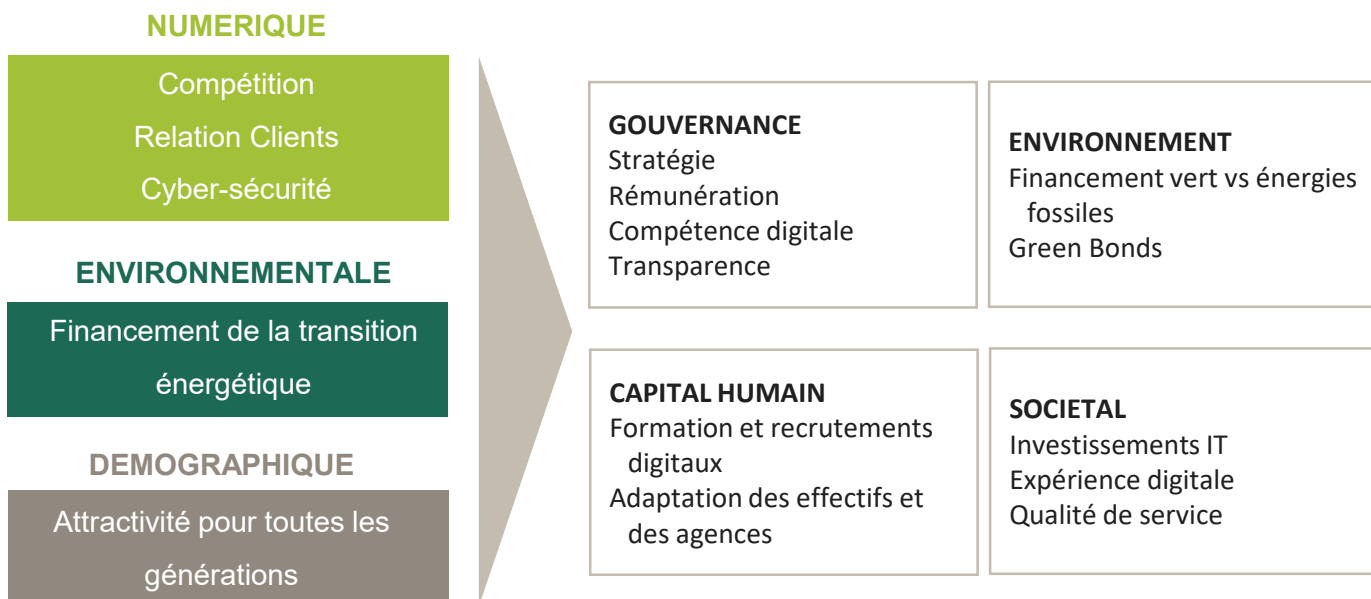 NUMERIQUE
Compétition
Relation Clients
Cyber-sécurité
ENVIRONNEMENTALE
Financement de la transition
énergétique
DEMOGRAPHIQUE
Attractivité pour toutes les
générations
GOUVERNANCE
Stratégie
Rémunération
Compétence digitale
Transparence
ENVIRONNEMENT
Financement vert vs énergies
fossiles
Green Bonds
CAPITAL HUMAIN
Formation et recrutements
digitaux
Adaptation des effectifs et
des agences
SOCIETAL
Investissements IT
Expérience digitale
Qualité de service